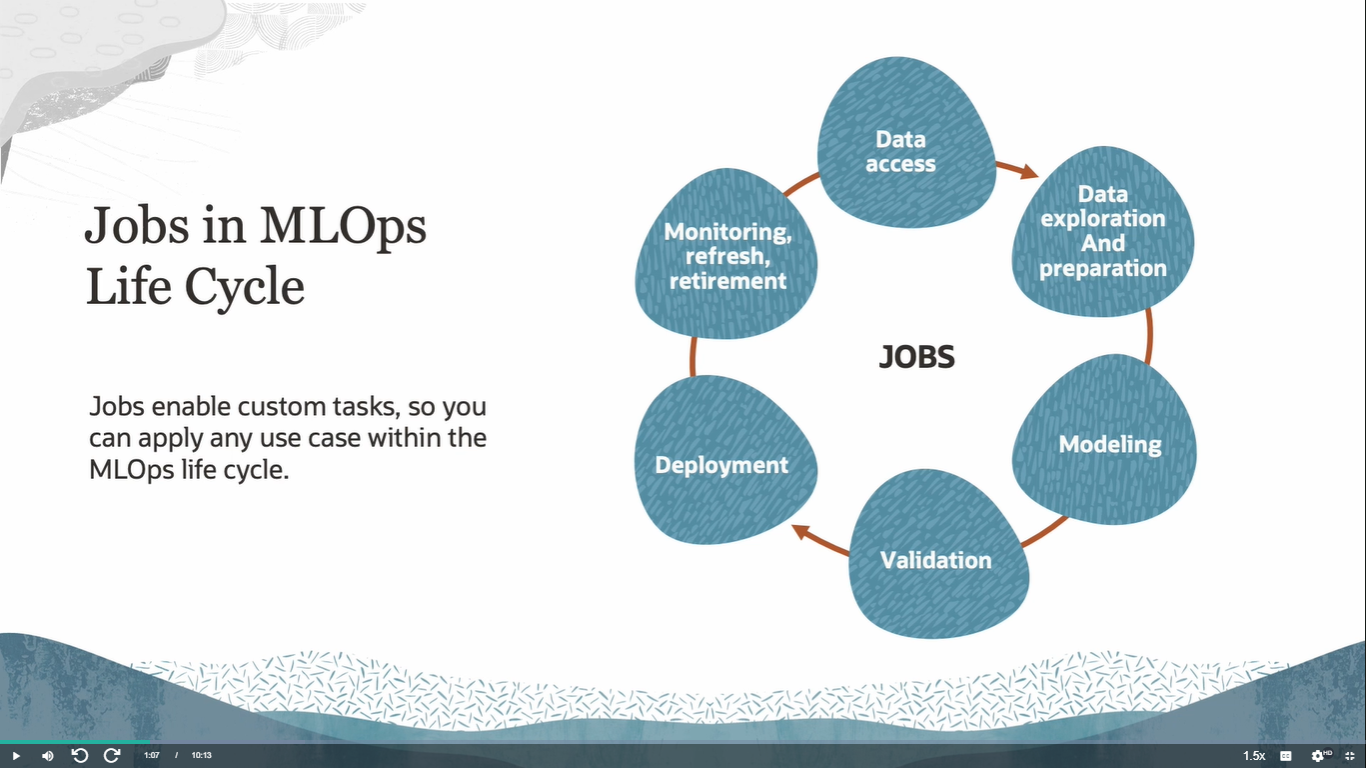 Jobs in MLOps
Life Cycle
Jobs enable custom tasks, so you
can apply any use case within the
MLOps life cycle.
Data
access
Data
exploration
And
preparation
Modeling
Validation
Deployment
Monitoring,
refresh,
retirement
JOBS
1:07 / 10:13
1.5x
CC
HD